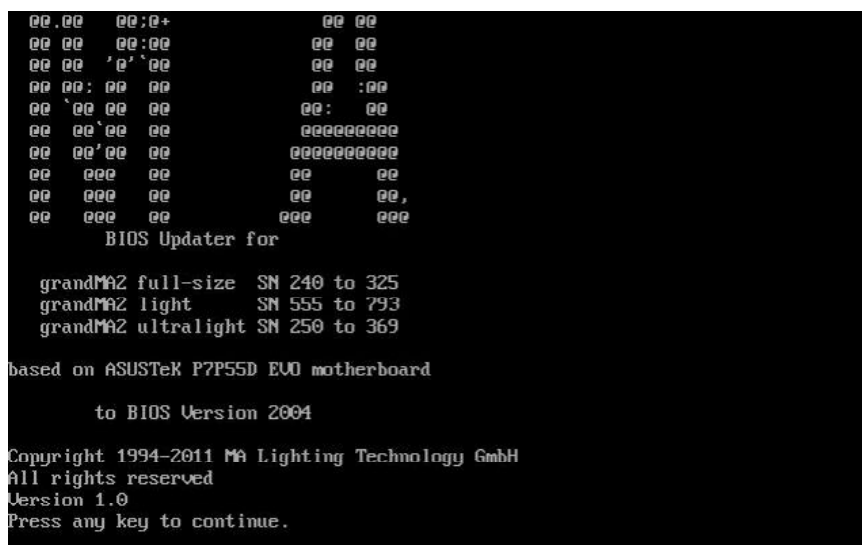 @@.@@   @@;@+                @@ @@
@@ @@   @@:@@               @@  @@
@@ @@  '@'`@@               @@  @@
@@ @@: @@  @@               @@  :@@
@@ `@@ @@  @@              @@:   @@
@@  @@`@@  @@              @@@@@@@@@
@@  @@'@@  @@             @@@@@@@@@@
@@   @@@   @@             @@      @@
@@   @@@   @@             @@      @@,
@@   @@@   @@            @@@      @@@
BIOS Updater for
grandMA2 full-size  SN 240 to 325
grandMA2 light      SN 555 to 793
grandMA2 ultralight SN 250 to 369
based on ASUSTeK P7P55D EVO motherboard
to BIOS Version 2004
Copyright 1994-2011 MA Lighting Technology GmbH
All rights reserved
Version 1.0
Press any key to continue.